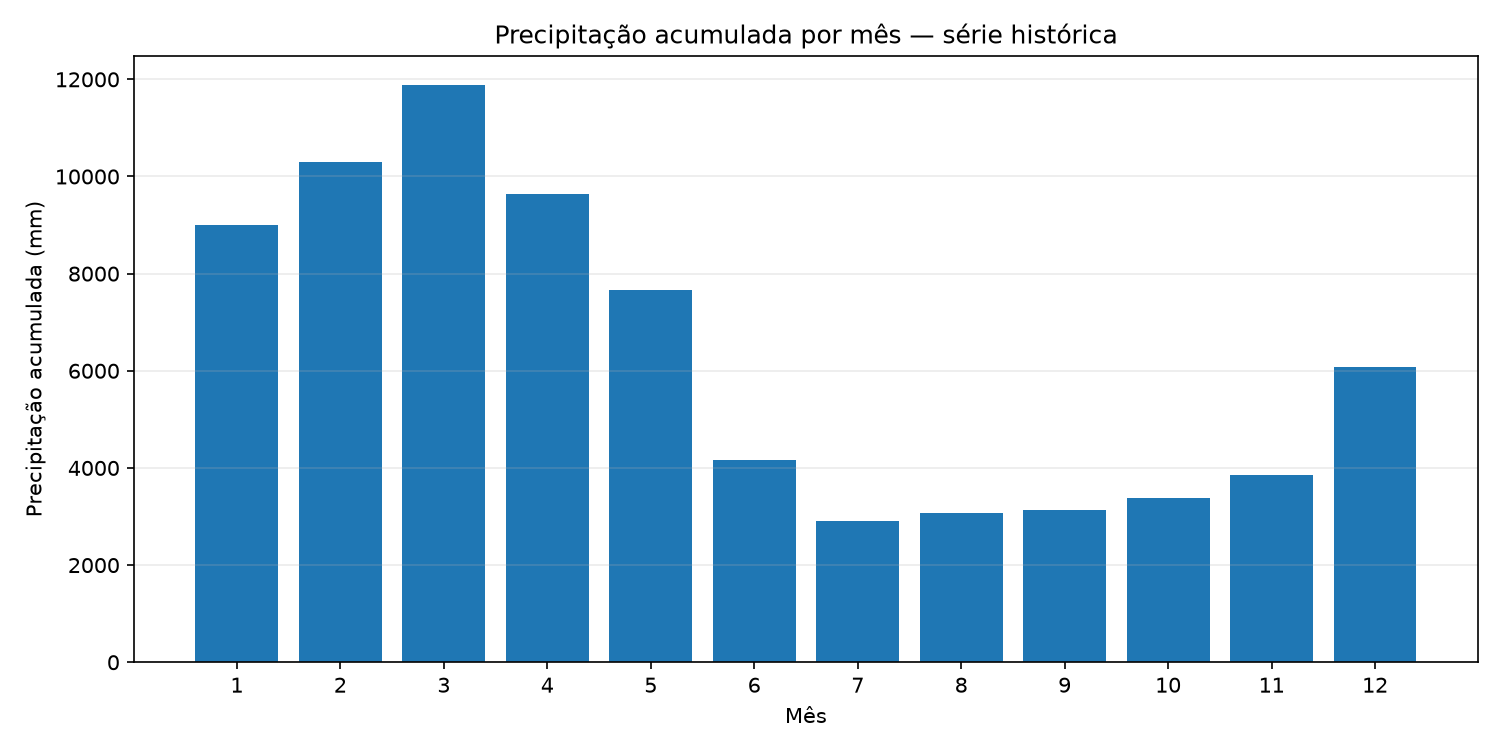 Precipitação acumulada por mês — série histórica
Precipitação acumulada (mm)
12000
10000
8000
6000
4000
2000
0
1 2 3 4 5 6 7 8 9 10 11 12
Mês